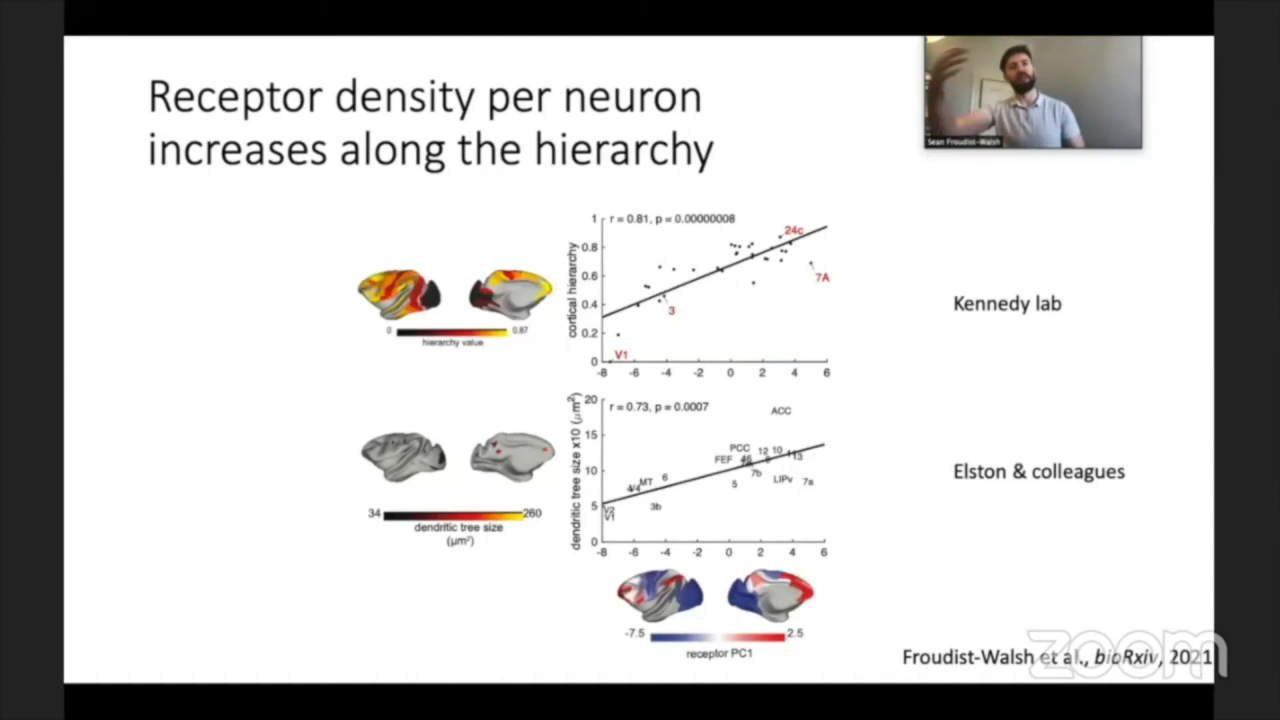 Receptor density per neuron
increases along the hierarchy
Sean Froudist-Walsh
r = 0.81, p = 0.00000008
cortical hierarchy
1
0.8
0.6
0.4
0.2
0
24c
7A
3
V1
-8 -6 -4 -2 0 2 4 6
0 0.87
hierarchy value
Kennedy lab
r = 0.73, p = 0.0007
dendritic tree size x10 (μm²)
20
15
10
5
0
ACC
PCC 12 10
FEF 46 9 11 13
7b
MT 6 5 LIPv 7a
3b
V2
V1
-8 -6 -4 -2 0 2 4 6
34 260
dendritic tree size
(μm²)
Elston & colleagues
-7.5 2.5
receptor PC1
Froudist-Walsh et al., bioRxiv, 2021
zoom